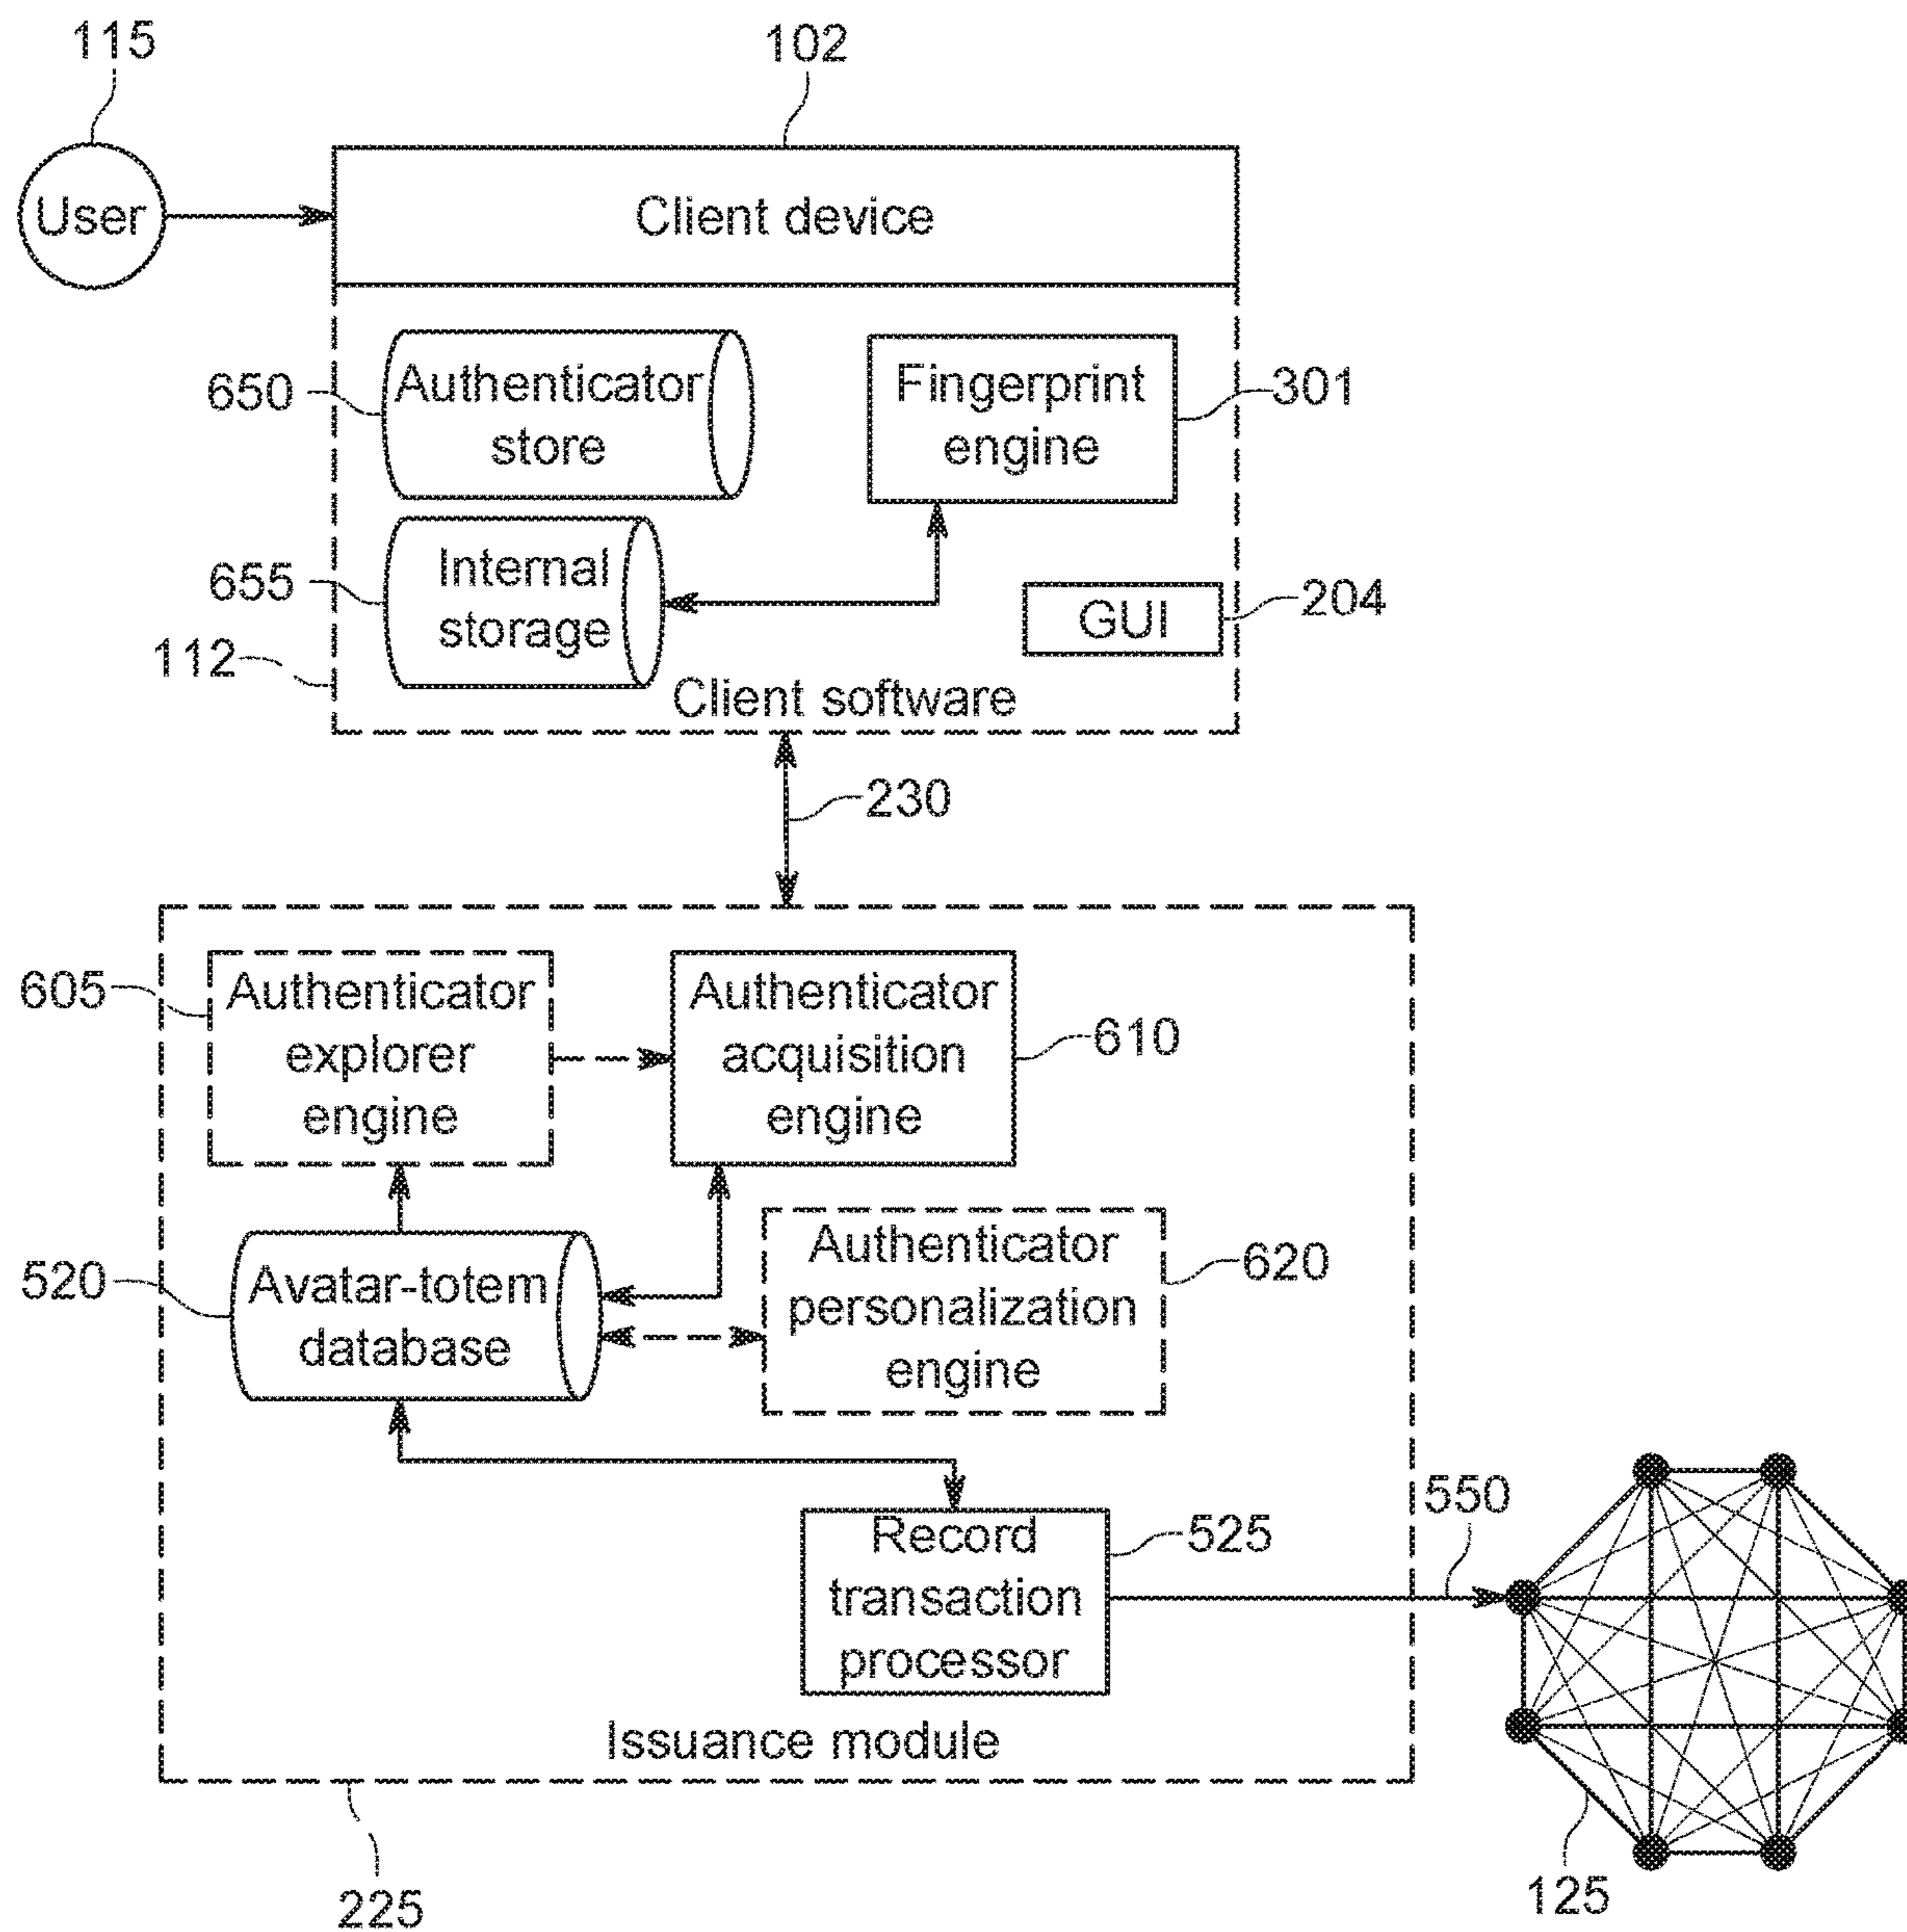 115
102
User
Client device
650
Authenticator
store
Fingerprint
engine
301
655
Internal
storage
GUI
204
112
Client software
230
605
Authenticator
explorer
engine
Authenticator
acquisition
engine
610
520
Avatar-totem
database
Authenticator
personalization
engine
620
Record
transaction
processor
525
550
Issuance module
225
125